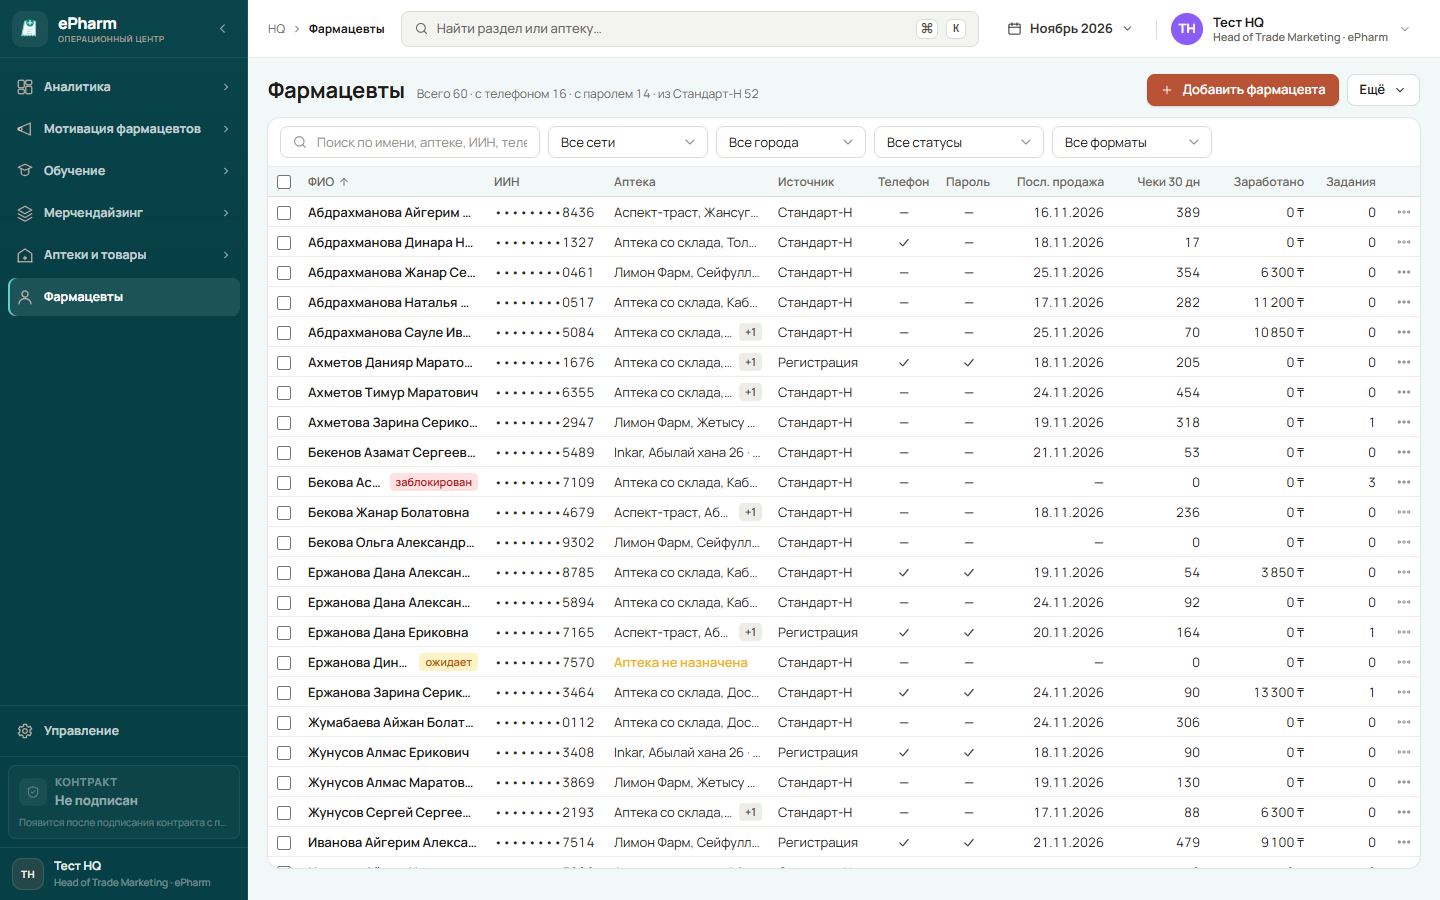 ePharm
ОПЕРАЦИОННЫЙ ЦЕНТР
Аналитика
Мотивация фармацевтов
Обучение
Мерчендайзинг
Аптеки и товары
Фармацевты
Управление
КОНТРАКТ
Не подписан
Появится после подписания контракта с п...
TH Тест HQ
Head of Trade Marketing · ePharm
HQ > Фармацевты
Найти раздел или аптеку... ⌘ K
Ноябрь 2026
TH Тест HQ
Head of Trade Marketing · ePharm
Фармацевты Всего 60 · с телефоном 16 · с паролем 14 · из Стандарт-Н 52
+ Добавить фармацевта
Ещё
Поиск по имени, аптеке, ИИН, теле
Все сети
Все города
Все статусы
Все форматы
ФИО ↑ ИИН Аптека Источник Телефон Пароль Посл. продажа Чеки 30 дн Заработано Задания
Абдрахманова Айгерим ... ••••••••8436 Аспект-траст, Жансуг... Стандарт-Н — — 16.11.2026 389 0 ₸ 0
Абдрахманова Динара Н... ••••••••1327 Аптека со склада, Тол... Стандарт-Н ✓ — 18.11.2026 17 0 ₸ 0
Абдрахманова Жанар Се... ••••••••0461 Лимон Фарм, Сейфулл... Стандарт-Н — — 25.11.2026 354 6 300 ₸ 0
Абдрахманова Наталья ... ••••••••0517 Аптека со склада, Каб... Стандарт-Н — — 17.11.2026 282 11 200 ₸ 0
Абдрахманова Сауле Ив... ••••••••5084 Аптека со склада,... +1 Стандарт-Н — — 25.11.2026 70 10 850 ₸ 0
Ахметов Данияр Марато... ••••••••1676 Аптека со склада,... +1 Регистрация ✓ ✓ 18.11.2026 205 0 ₸ 0
Ахметов Тимур Маратович ••••••••6355 Аптека со склада,... +1 Стандарт-Н — — 24.11.2026 454 0 ₸ 0
Ахметова Зарина Серико... ••••••••2947 Лимон Фарм, Жетысу ... Стандарт-Н — — 19.11.2026 318 0 ₸ 1
Бекенов Азамат Сергеев... ••••••••5489 Inkar, Абылай хана 26 · ... Стандарт-Н — — 21.11.2026 53 0 ₸ 0
Бекова Ас... заблокирован ••••••••7109 Аптека со склада, Каб... Стандарт-Н — — — 0 0 ₸ 3
Бекова Жанар Болатовна ••••••••4679 Аспект-траст, Аб... +1 Стандарт-Н — — 18.11.2026 236 0 ₸ 0
Бекова Ольга Александр... ••••••••9302 Лимон Фарм, Сейфулл... Стандарт-Н — — — 0 0 ₸ 0
Ержанова Дана Алексан... ••••••••8785 Аптека со склада, Каб... Стандарт-Н ✓ ✓ 19.11.2026 54 3 850 ₸ 0
Ержанова Дана Алексан... ••••••••5894 Аптека со склада, Каб... Стандарт-Н — — 24.11.2026 92 0 ₸ 0
Ержанова Дана Ериковна ••••••••7165 Аспект-траст, Аб... +1 Регистрация ✓ ✓ 20.11.2026 164 0 ₸ 1
Ержанова Дин... ожидает ••••••••7570 Аптека не назначена Стандарт-Н — — — 0 0 ₸ 0
Ержанова Зарина Серик... ••••••••3464 Аптека со склада, Дос... Стандарт-Н ✓ ✓ 24.11.2026 90 13 300 ₸ 1
Жумабаева Айжан Болат... ••••••••0112 Аптека со склада, Дос... Стандарт-Н — — 24.11.2026 306 0 ₸ 0
Жунусов Алмас Ерикович ••••••••3408 Inkar, Абылай хана 26 · ... Регистрация ✓ ✓ 18.11.2026 90 0 ₸ 0
Жунусов Алмас Маратов... ••••••••3869 Лимон Фарм, Жетысу ... Стандарт-Н — — 19.11.2026 130 0 ₸ 0
Жунусов Сергей Сергее... ••••••••2193 Аптека со склада,... +1 Стандарт-Н — — 17.11.2026 88 6 300 ₸ 0
Иванова Айгерим Алекса... ••••••••7514 Лимон Фарм, Сейфулл... Регистрация ✓ ✓ 21.11.2026 479 9 100 ₸ 0